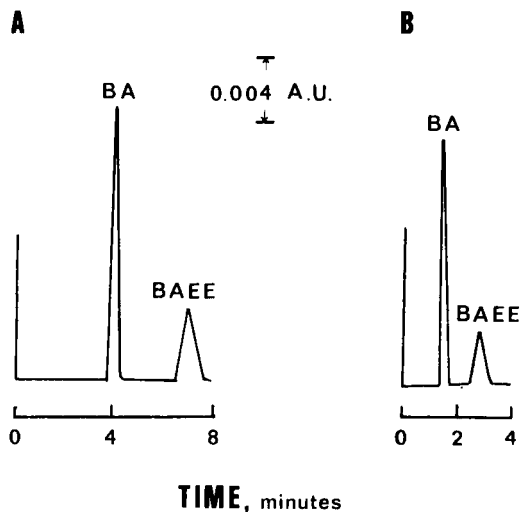 A
B
0.004 A.U.
BA
BAEE
BA
BAEE
0 4 8
0 2 4
TIME, minutes